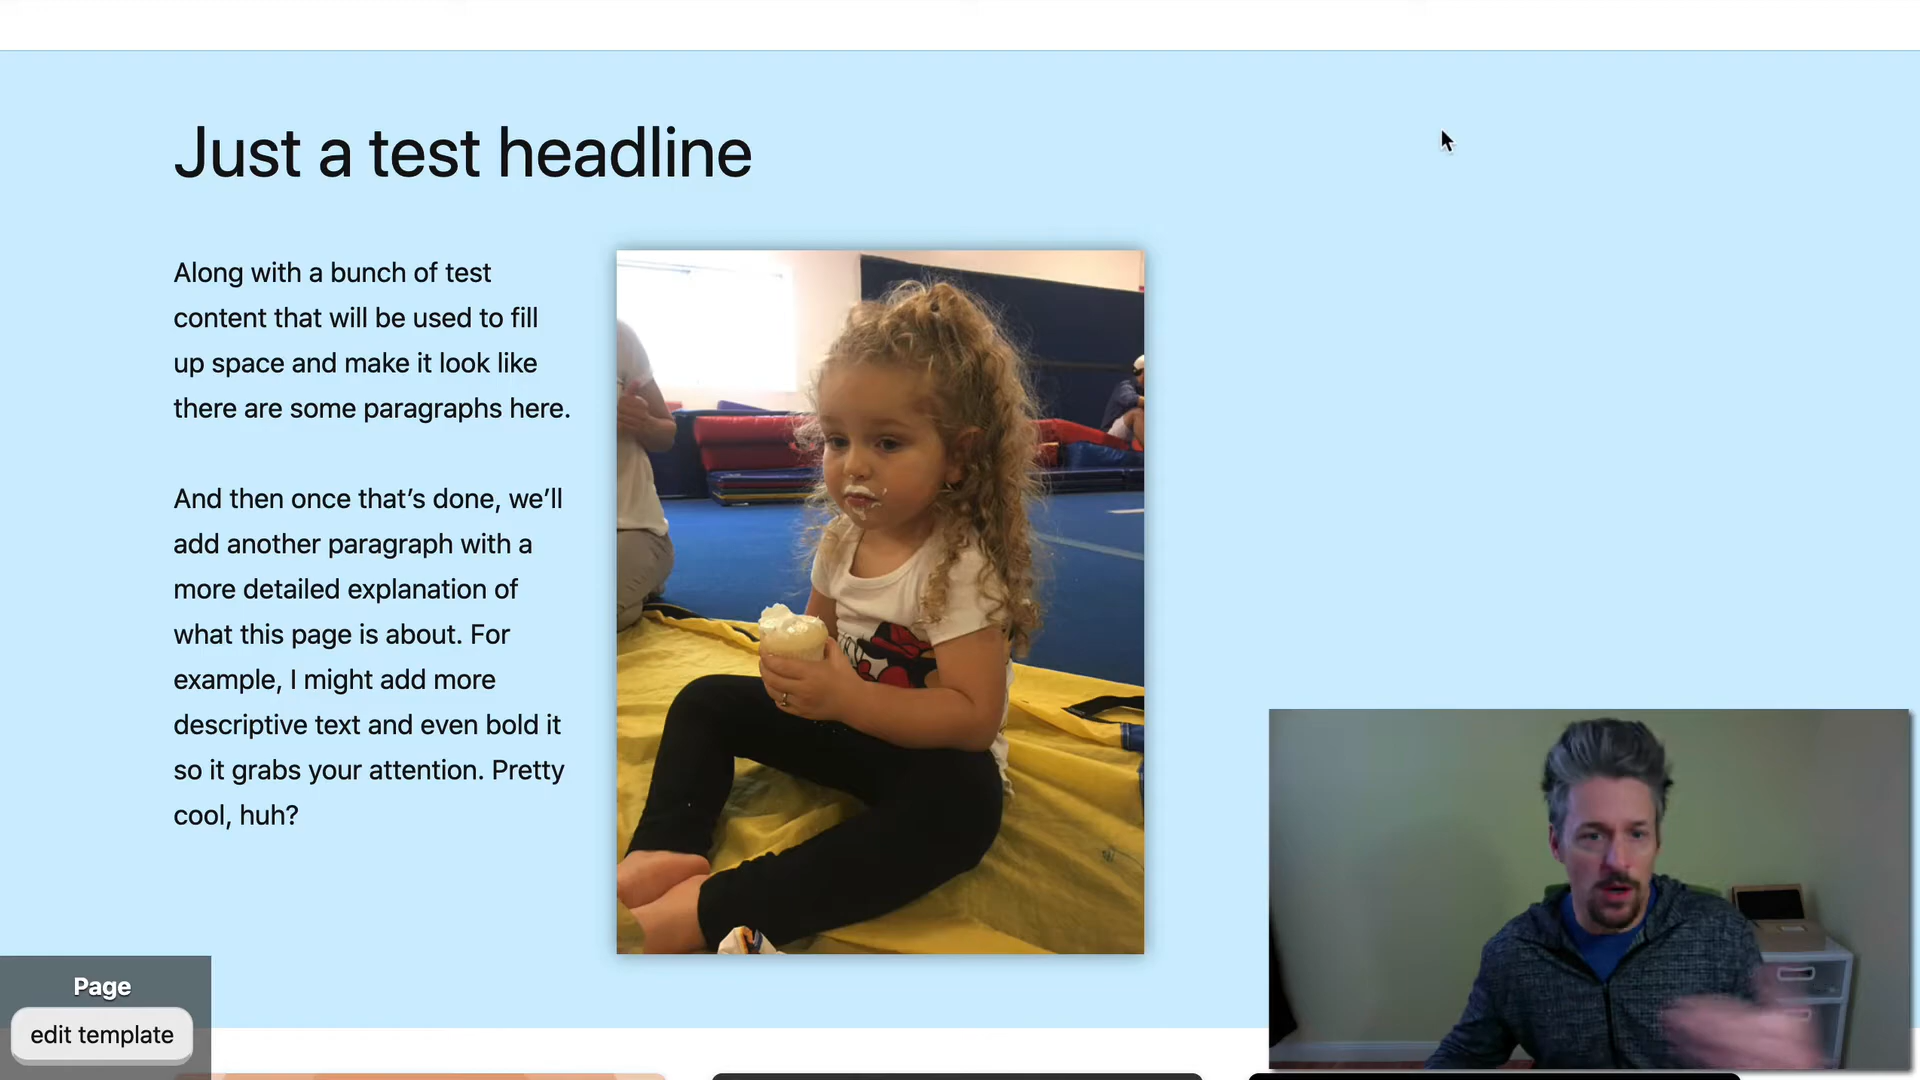 Just a test headline
Along with a bunch of test
content that will be used to fill
up space and make it look like
there are some paragraphs here.
And then once that’s done, we’ll
add another paragraph with a
more detailed explanation of
what this page is about. For
example, I might add more
descriptive text and even bold it
so it grabs your attention. Pretty
cool, huh?
Page
edit template